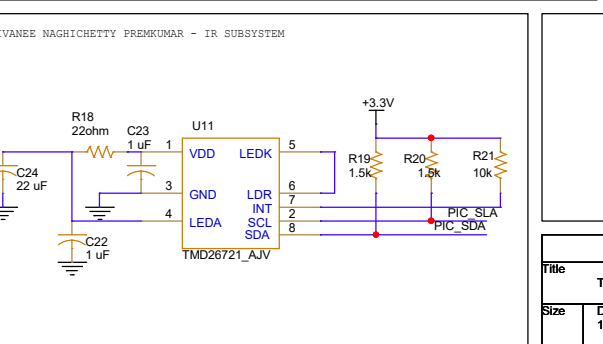 IVANEE NAGHICHETTY PREMKUMAR - IR SUBSYSTEM
+3.3V
R18
22ohm
C23
1 uF
U11
1
VDD
LEDK
5
R19
1.5k
R20
1.5k
R21
10k
C24
22 uF
3
GND
LDR
6
INT
7
4
LEDA
SCL
2
PIC_SLA
SDA
8
PIC_SDA
TMD26721_AJV
C22
1 uF
Title
T
Size
D
1